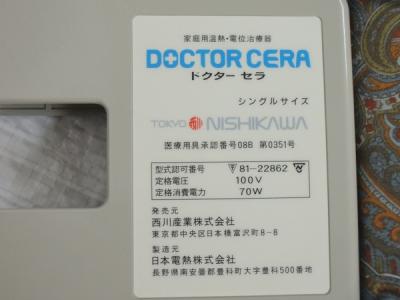 家庭用温熱・電位治療器
DOCTOR CERA
ドクター セラ
シングルサイズ
TOKYO NISHIKAWA
医療用具承認番号08B 第0351号
型式認可番号 81-22862
定格電圧 100V
定格消費電力 70W
発売元
西川産業株式会社
東京都中央区日本橋富沢町8-8
製造元
日本電熱株式会社
長野県南安曇郡豊科町大字豊科500番地